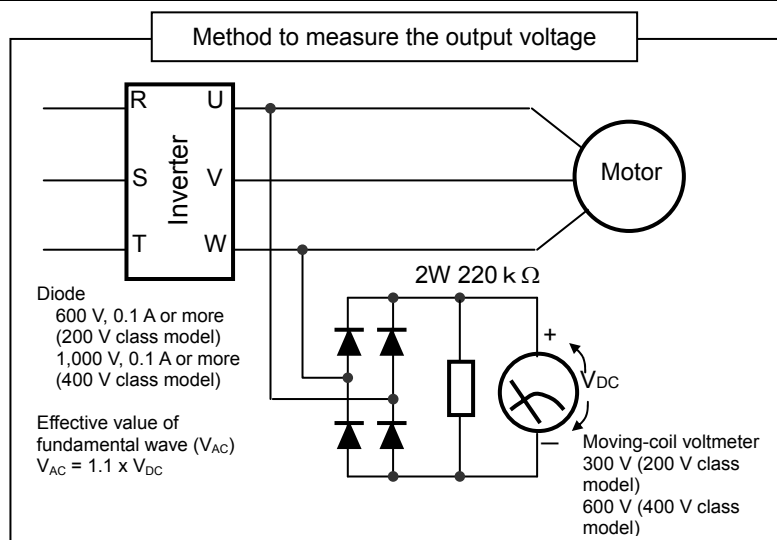 Method to measure the output voltage
R U
S V
T W
Inverter
Motor
2W 220 k Ω
Diode
600 V, 0.1 A or more
(200 V class model)
1,000 V, 0.1 A or more
(400 V class model)
Effective value of
fundamental wave (VAC)
VAC = 1.1 x VDC
+
VDC
—
Moving-coil voltmeter
300 V (200 V class
model)
600 V (400 V class
model)